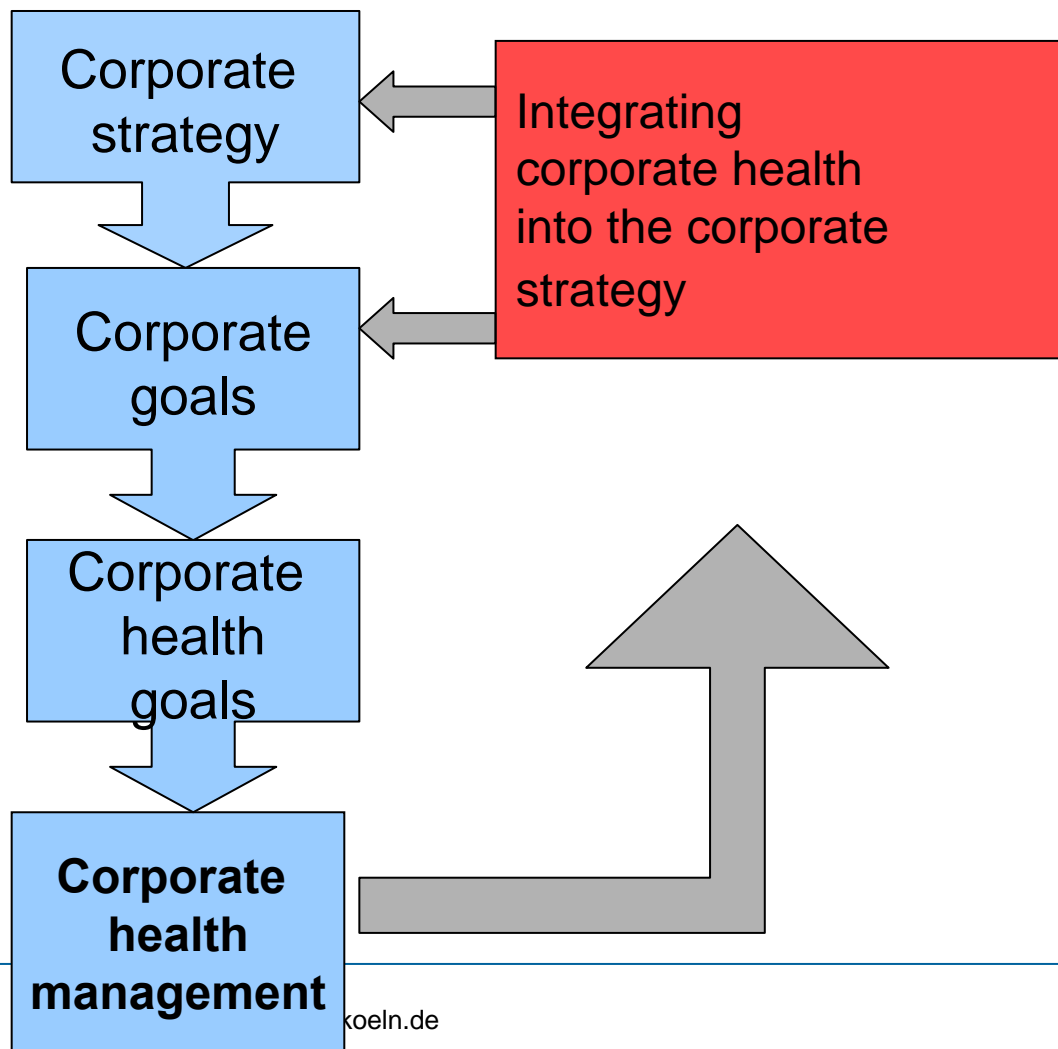 Corporate
strategy
Integrating
corporate health
into the corporate
strategy
Corporate
goals
Corporate
health
goals
Corporate
health
management
koeln.de